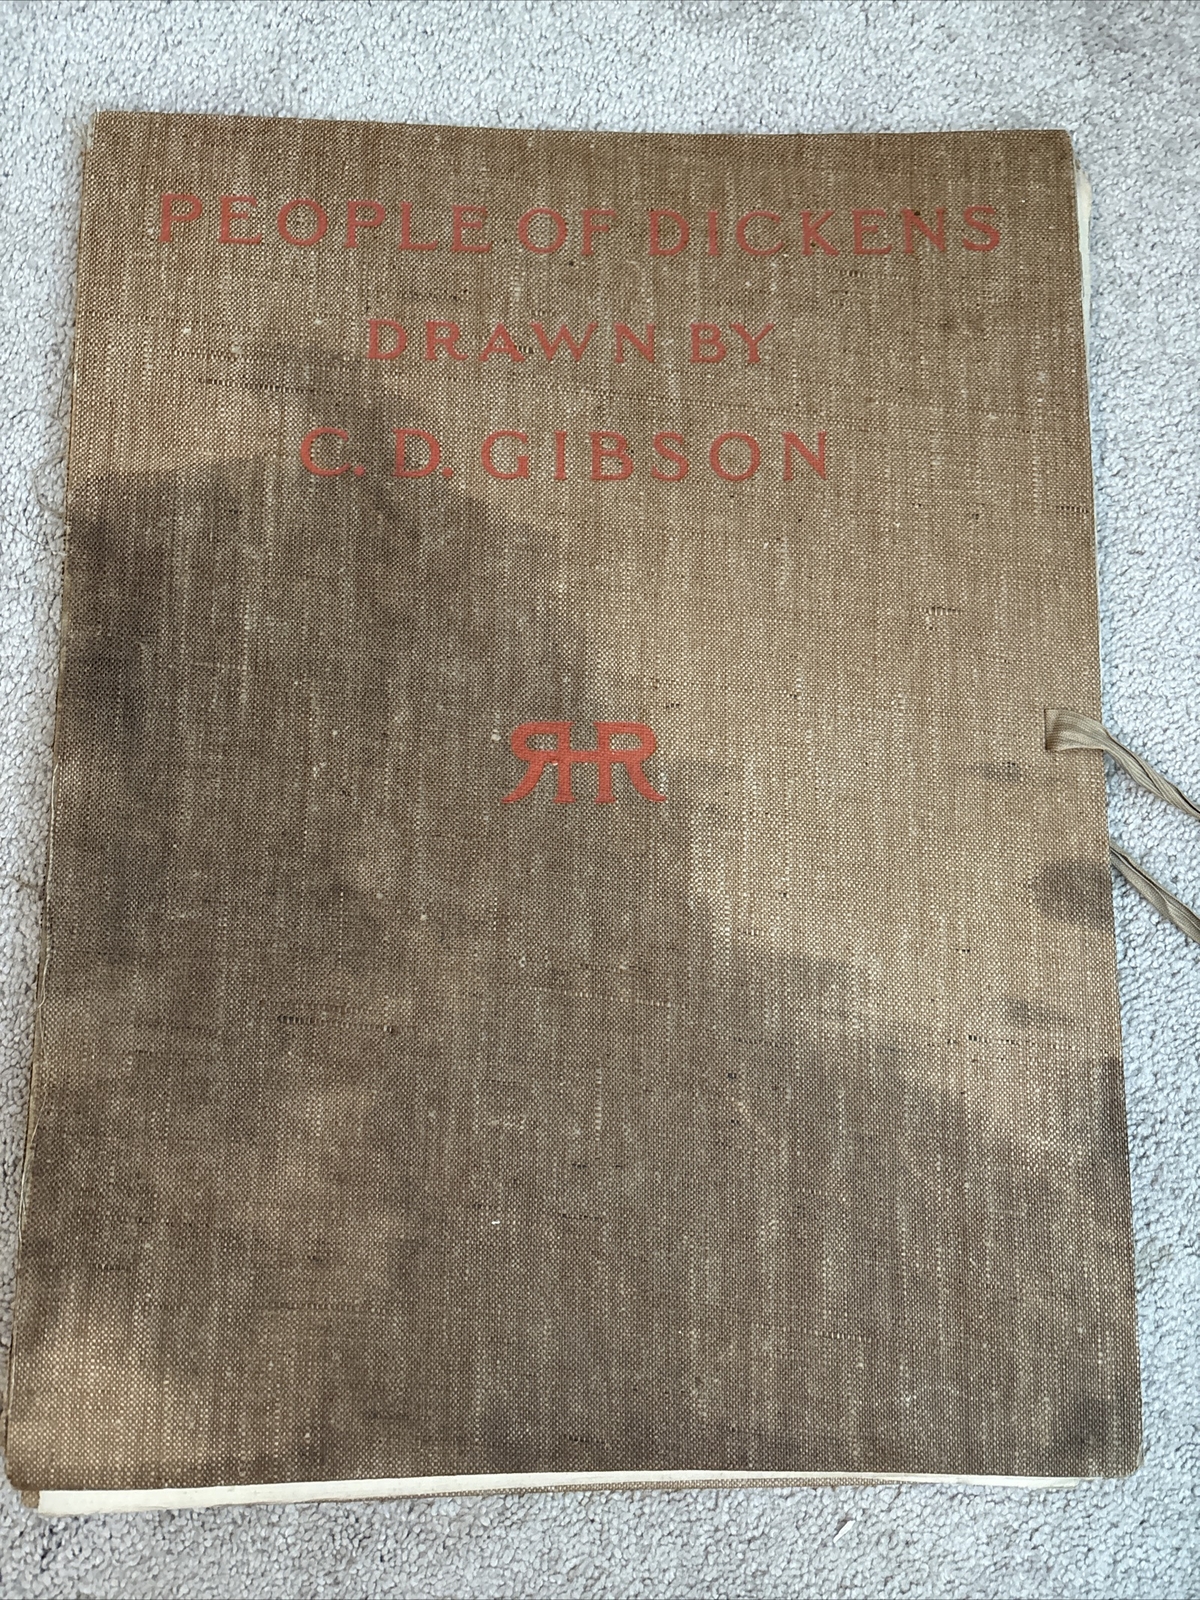 PEOPLE OF DICKENS
DRAWN BY
C. D. GIBSON
RHR